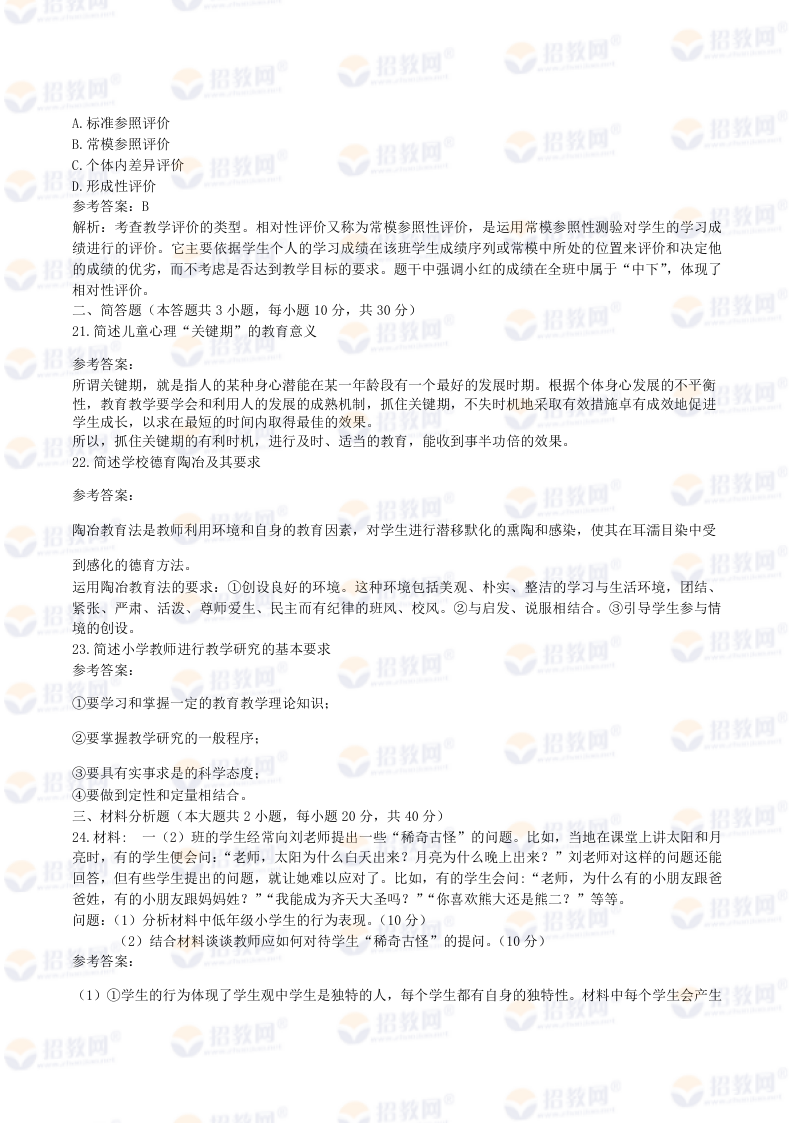 A.标准参照评价
B.常模参照评价
C.个体内差异评价
D.形成性评价
参考答案：B
解析：考查教学评价的类型。相对性评价又称为常模参照性评价，是运用常模参照性测验对学生的学习成
绩进行的评价。它主要依据学生个人的学习成绩在该班学生成绩序列或常模中所处的位置来评价和决定他
的成绩的优劣，而不考虑是否达到教学目标的要求。题干中强调小红的成绩在全班中属于“中下”，体现了
相对性评价。
二、简答题（本答题共 3 小题，每小题 10 分，共 30 分）
21.简述儿童心理“关键期”的教育意义
参考答案：
所谓关键期，就是指人的某种身心潜能在某一年龄段有一个最好的发展时期。根据个体身心发展的不平衡
性，教育教学要学会和利用人的发展的成熟机制，抓住关键期，不失时机地采取有效措施卓有成效地促进
学生成长，以求在最短的时间内取得最佳的效果。
所以，抓住关键期的有利时机，进行及时、适当的教育，能收到事半功倍的效果。
22.简述学校德育陶冶及其要求
参考答案：
陶冶教育法是教师利用环境和自身的教育因素，对学生进行潜移默化的熏陶和感染，使其在耳濡目染中受
到感化的德育方法。
运用陶冶教育法的要求：①创设良好的环境。这种环境包括美观、朴实、整洁的学习与生活环境，团结、
紧张、严肃、活泼、尊师爱生、民主而有纪律的班风、校风。②与启发、说服相结合。③引导学生参与情
境的创设。
23.简述小学教师进行教学研究的基本要求
参考答案：
①要学习和掌握一定的教育教学理论知识；
②要掌握教学研究的一般程序；
③要具有实事求是的科学态度；
④要做到定性和定量相结合。
三、材料分析题（本大题共 2 小题，每小题 20 分，共 40 分）
24.材料： 一（2）班的学生经常向刘老师提出一些“稀奇古怪”的问题。比如，当地在课堂上讲太阳和月
亮时，有的学生便会问：“老师，太阳为什么白天出来？月亮为什么晚上出来？”刘老师对这样的问题还能
回答，但有些学生提出的问题，就让她难以应对了。比如，有的学生会问：“老师，为什么有的小朋友跟爸
爸姓，有的小朋友跟妈妈姓？”“我能成为齐天大圣吗？”“你喜欢熊大还是熊二？”等等。
问题：（1）分析材料中低年级小学生的行为表现。（10 分）
（2）结合材料谈谈教师应如何对待学生“稀奇古怪”的提问。（10 分）
参考答案：
（1）①学生的行为体现了学生观中学生是独特的人，每个学生都有自身的独特性。材料中每个学生会产生